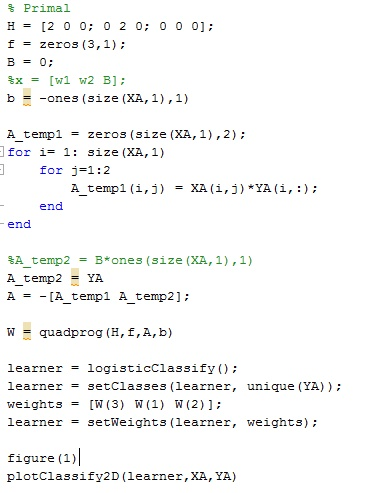 % Primal
H = [2 0 0; 0 2 0; 0 0 0];
f = zeros(3,1);
B = 0;
%x = [w1 w2 B];
b = -ones(size(XA,1),1)
A_temp1 = zeros(size(XA,1),2);
for i= 1: size(XA,1)
for j=1:2
A_temp1(i,j) = XA(i,j)*YA(i,:);
end
end
%A_temp2 = B*ones(size(XA,1),1)
A_temp2 = YA
A = -[A_temp1 A_temp2];
W = quadprog(H,f,A,b)
learner = logisticClassify();
learner = setClasses(learner, unique(YA));
weights = [W(3) W(1) W(2)];
learner = setWeights(learner, weights);
figure(1)
plotClassify2D(learner,XA,YA)